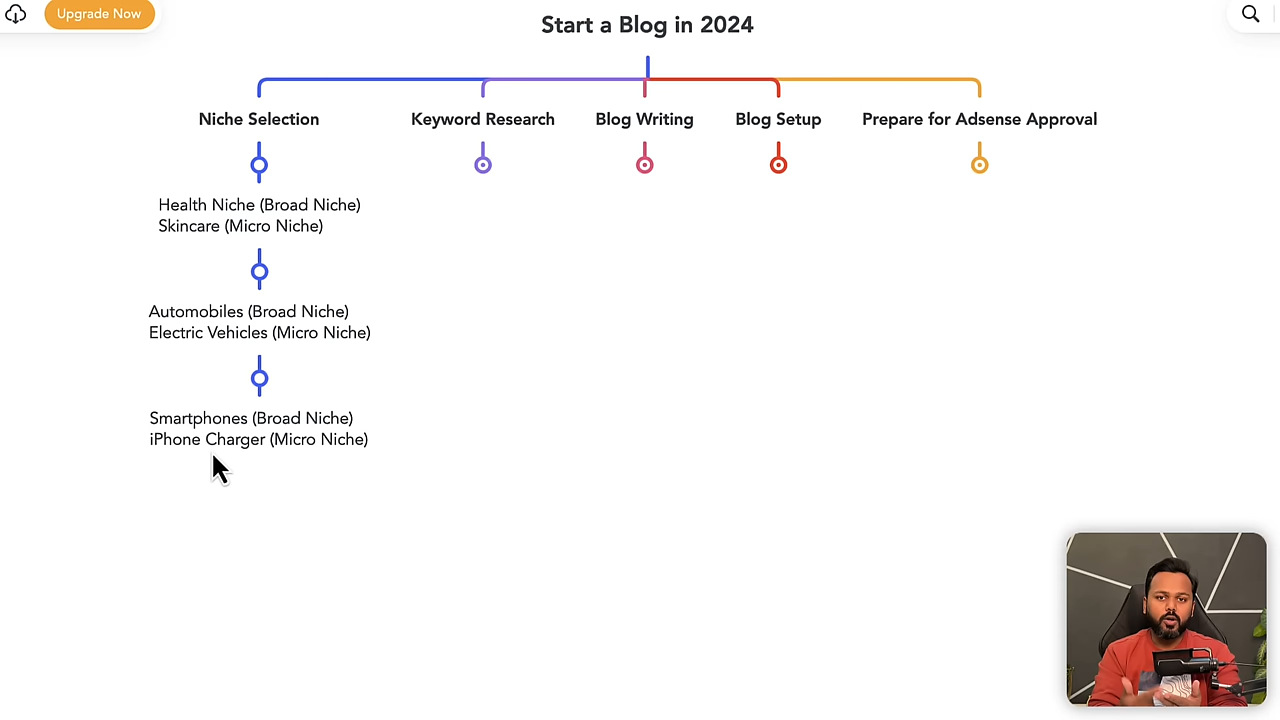 Upgrade Now
Start a Blog in 2024
Niche Selection
Keyword Research
Blog Writing
Blog Setup
Prepare for Adsense Approval
Health Niche (Broad Niche)
Skincare (Micro Niche)
Automobiles (Broad Niche)
Electric Vehicles (Micro Niche)
Smartphones (Broad Niche)
iPhone Charger (Micro Niche)